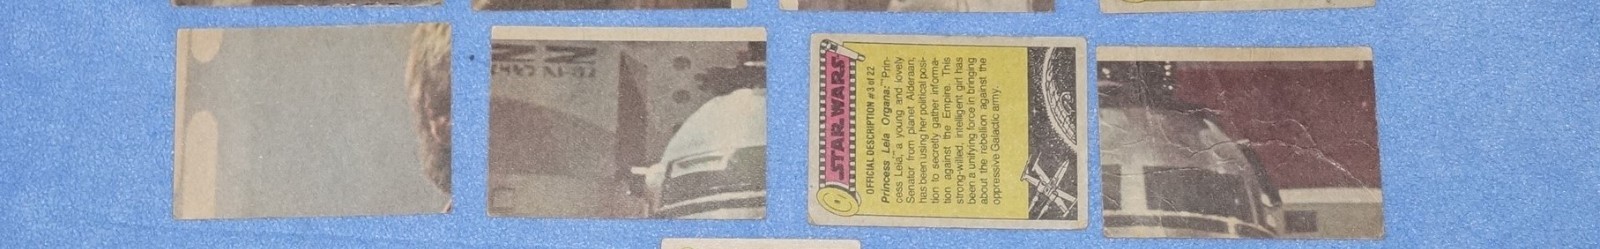 STAR WARS
OFFICIAL DESCRIPTION #3 of 22
Princess Leia Organa: "Prin-
cess Leia, a young and lovely
Senator from planet Alderaan,
has been using her political posi-
tion to secretly gather informa-
tion against the Empire. This
strong-willed, intelligent girl has
been a unifying force in bringing
about the rebellion against the
oppressive Galactic army.